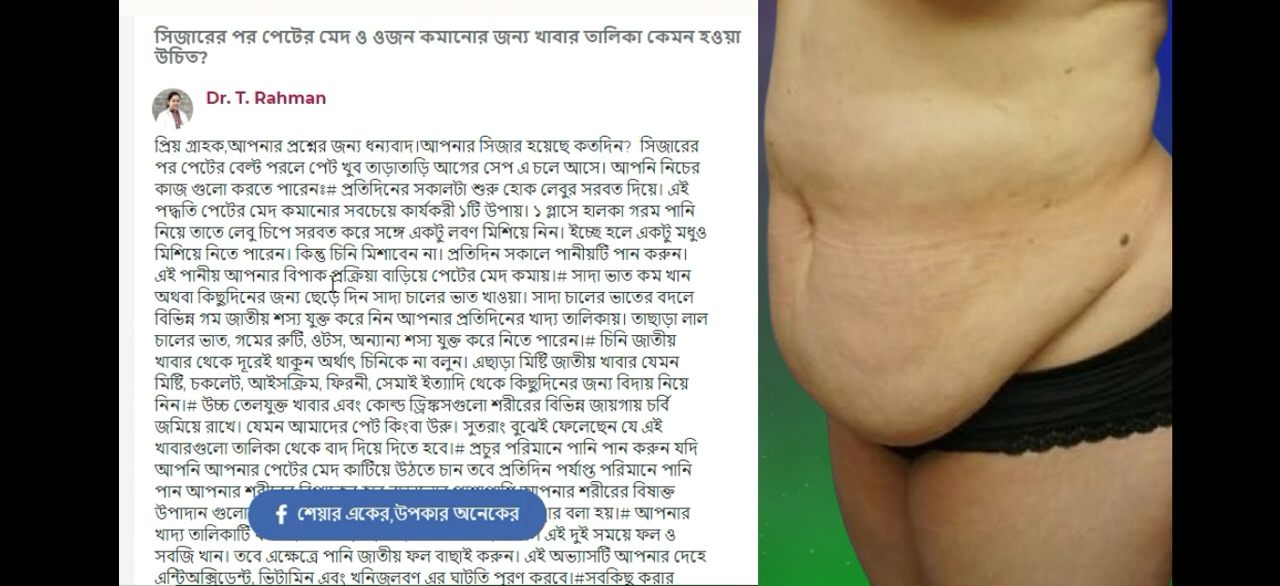 সিজারের পর পেটের মেদ ও ওজন কমানোর জন্য খাবার তালিকা কেমন হওয়া
উচিত?
Dr. T. Rahman
প্রিয় গ্রাহক,আপনার প্রশ্নের জন্য ধন্যবাদ।আপনার সিজার হয়েছে কতদিন? সিজারের
পর পেটের বেল্ট পরলে পেট খুব তাড়াতাড়ি আগের সেপ এ চলে আসে। আপনি নিচের
কাজ গুলো করতে পারেনঃ# প্রতিদিনের সকালটা শুরু হোক লেবুর সরবত দিয়ে। এই
পদ্ধতি পেটের মেদ কমানোর সবচেয়ে কার্যকরী ১টি উপায়। ১ গ্লাসে হালকা গরম পানি
নিয়ে তাতে লেবু চিপে সরবত করে সঙ্গে একটু লবণ মিশিয়ে নিন। ইচ্ছে হলে একটু মধুও
মিশিয়ে নিতে পারেন। কিন্তু চিনি মিশাবেন না। প্রতিদিন সকালে পানীয়টি পান করুন।
এই পানীয় আপনার বিপাক প্রক্রিয়া বাড়িয়ে পেটের মেদ কমায়।# সাদা ভাত কম খান
অথবা কিছুদিনের জন্য ছেড়ে দিন সাদা চালের ভাত খাওয়া। সাদা চালের ভাতের বদলে
বিভিন্ন গম জাতীয় শস্য যুক্ত করে নিন আপনার প্রতিদিনের খাদ্য তালিকায়। তাছাড়া লাল
চালের ভাত, গমের রুটি, ওটস, অন্যান্য শস্য যুক্ত করে নিতে পারেন।# চিনি জাতীয়
খাবার থেকে দূরেই থাকুন অর্থাৎ চিনিকে না বলুন। এছাড়া মিষ্টি জাতীয় খাবার যেমন
মিষ্টি, চকলেট, আইসক্রিম, ফিরনী, সেমাই ইত্যাদি থেকে কিছুদিনের জন্য বিদায় নিয়ে
নিন।# উচ্চ তেলযুক্ত খাবার এবং কোল্ড ড্রিঙ্কসগুলো শরীরের বিভিন্ন জায়গায় চর্বি
জমিয়ে রাখে। যেমন আমাদের পেট কিংবা উরু। সুতরাং বুঝেই ফেলেছেন যে এই
খাবারগুলো তালিকা থেকে বাদ দিয়ে দিতে হবে।# প্রচুর পরিমানে পানি পান করুন যদি
আপনি আপনার পেটের মেদ কাটিয়ে উঠতে চান তবে প্রতিদিন পর্যাপ্ত পরিমানে পানি
পান আপনার আপনার শরীরের বিষাক্ত
উপাদান গুলো বলা হয়।# আপনার
শেয়ার একের,উপকার অনেকের
খাদ্য তালিকাটি এই দুই সময়ে ফল ও
সবজি খান। তবে এক্ষেত্রে পানি জাতীয় ফল বাছাই করুন। এই অভ্যাসটি আপনার দেহে
এন্টিঅক্সিডেন্ট, ভিটামিন এবং খনিজলবণ এর ঘাটতি পূরণ করবে।#সবকিছু করার